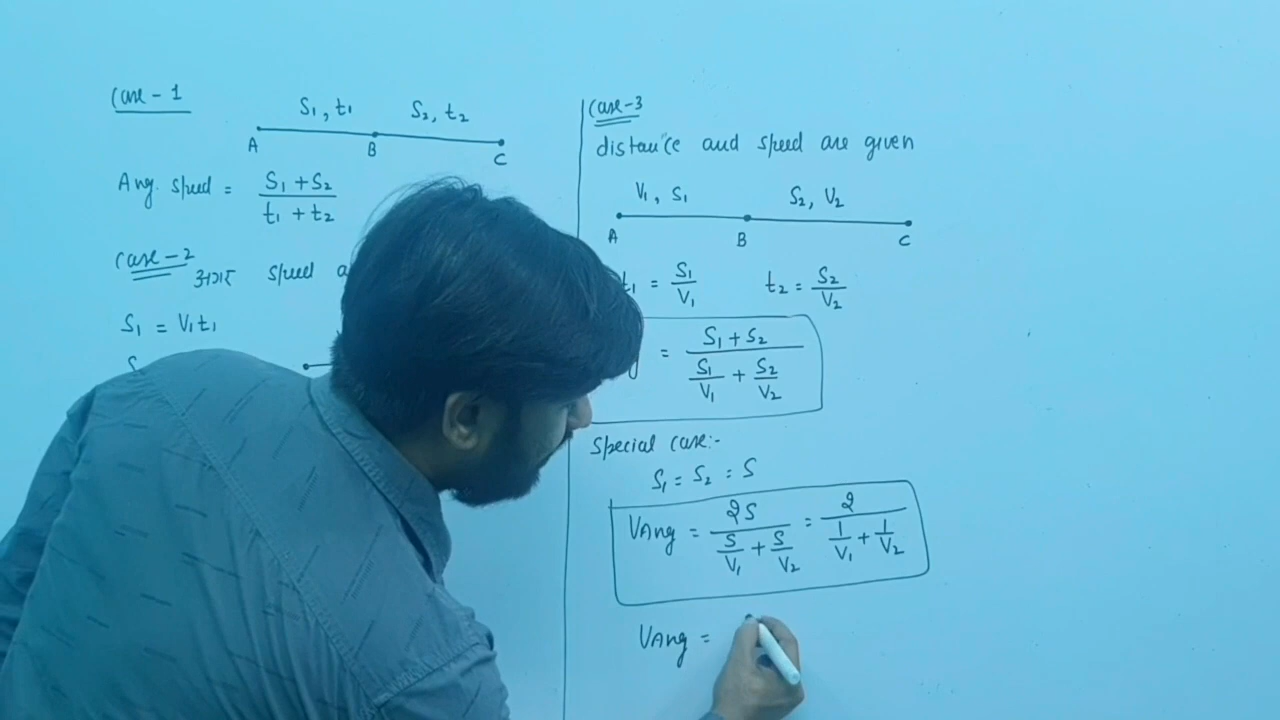 Case - 1
S₁, t₁ S₂, t₂
A B C
Avg. speed = (S₁ + S₂)/(t₁ + t₂)
Case - 2
अगर speed a
S₁ = V₁t₁
Case - 3
distance and speed are given
V₁, S₁ S₂, V₂
A B C
t₁ = S₁/V₁ t₂ = S₂/V₂
= (S₁ + S₂)/(S₁/V₁ + S₂/V₂)
Special case:-
S₁ = S₂ = S
VAvg = 2S/(S/V₁ + S/V₂) = 2/(1/V₁ + 1/V₂)
VAvg =